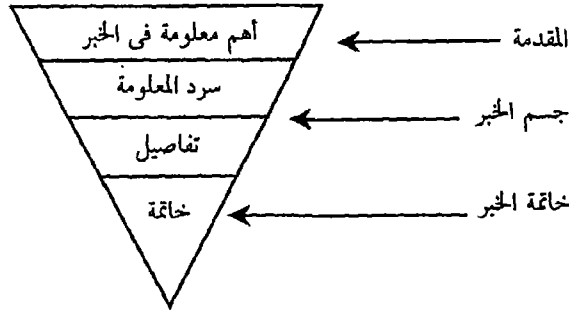 المقدمة
أهم معلومة فى الخبر
سرد المعلومة
جسم الخبر
تفاصيل
خاتمة الخبر
خاتمة